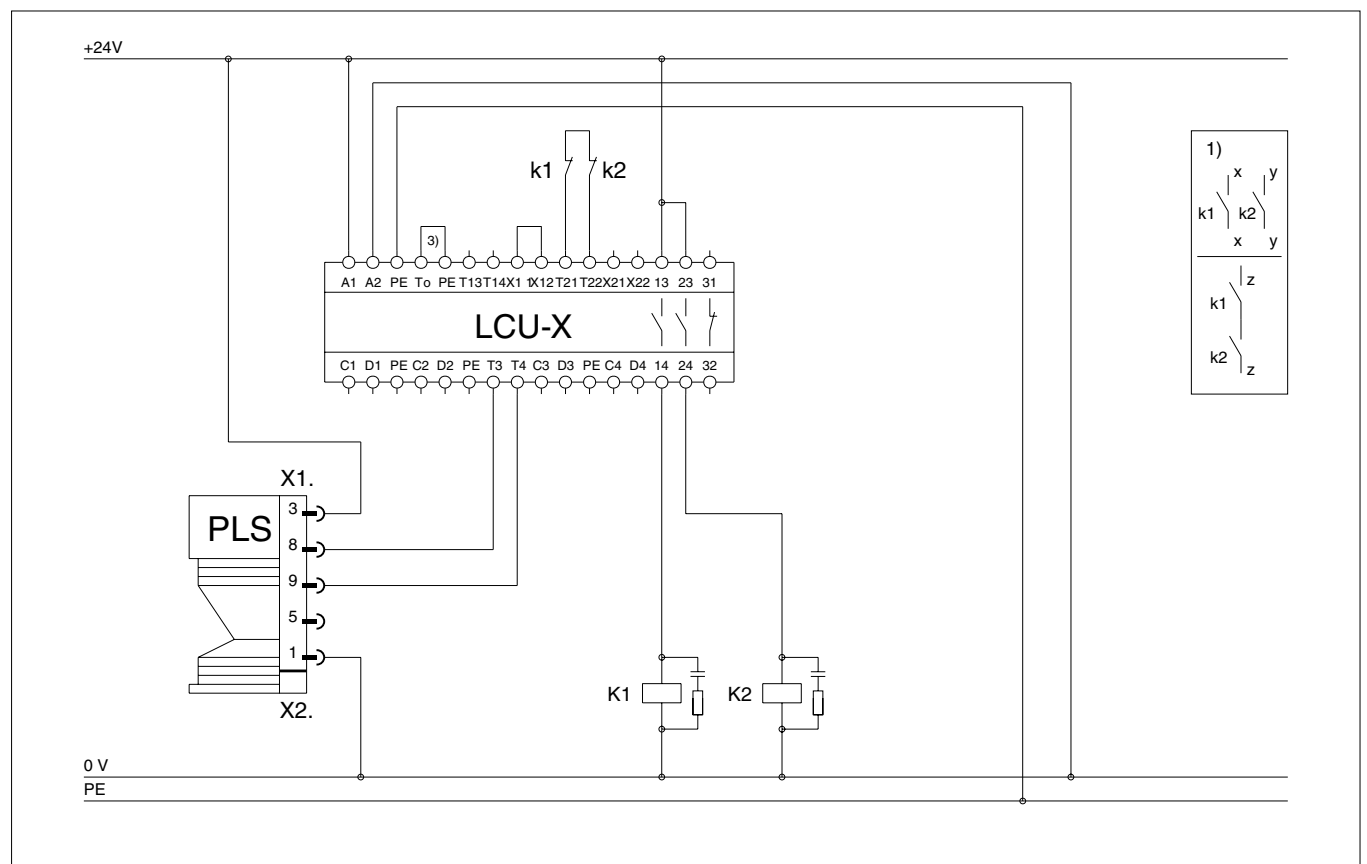 +24V
1)
x y
k1 k2
x y
z
k1
k2
z
k1 k2
3)
A1 A2 PE To PE T13 T14 X1 1 X12 T21 T22 X21 X22 13 23 31
LCU-X
C1 D1 PE C2 D2 PE T3 T4 C3 D3 PE C4 D4 14 24 32
X1.
PLS
3
8
9
5
1
X2.
K1
K2
0 V
PE